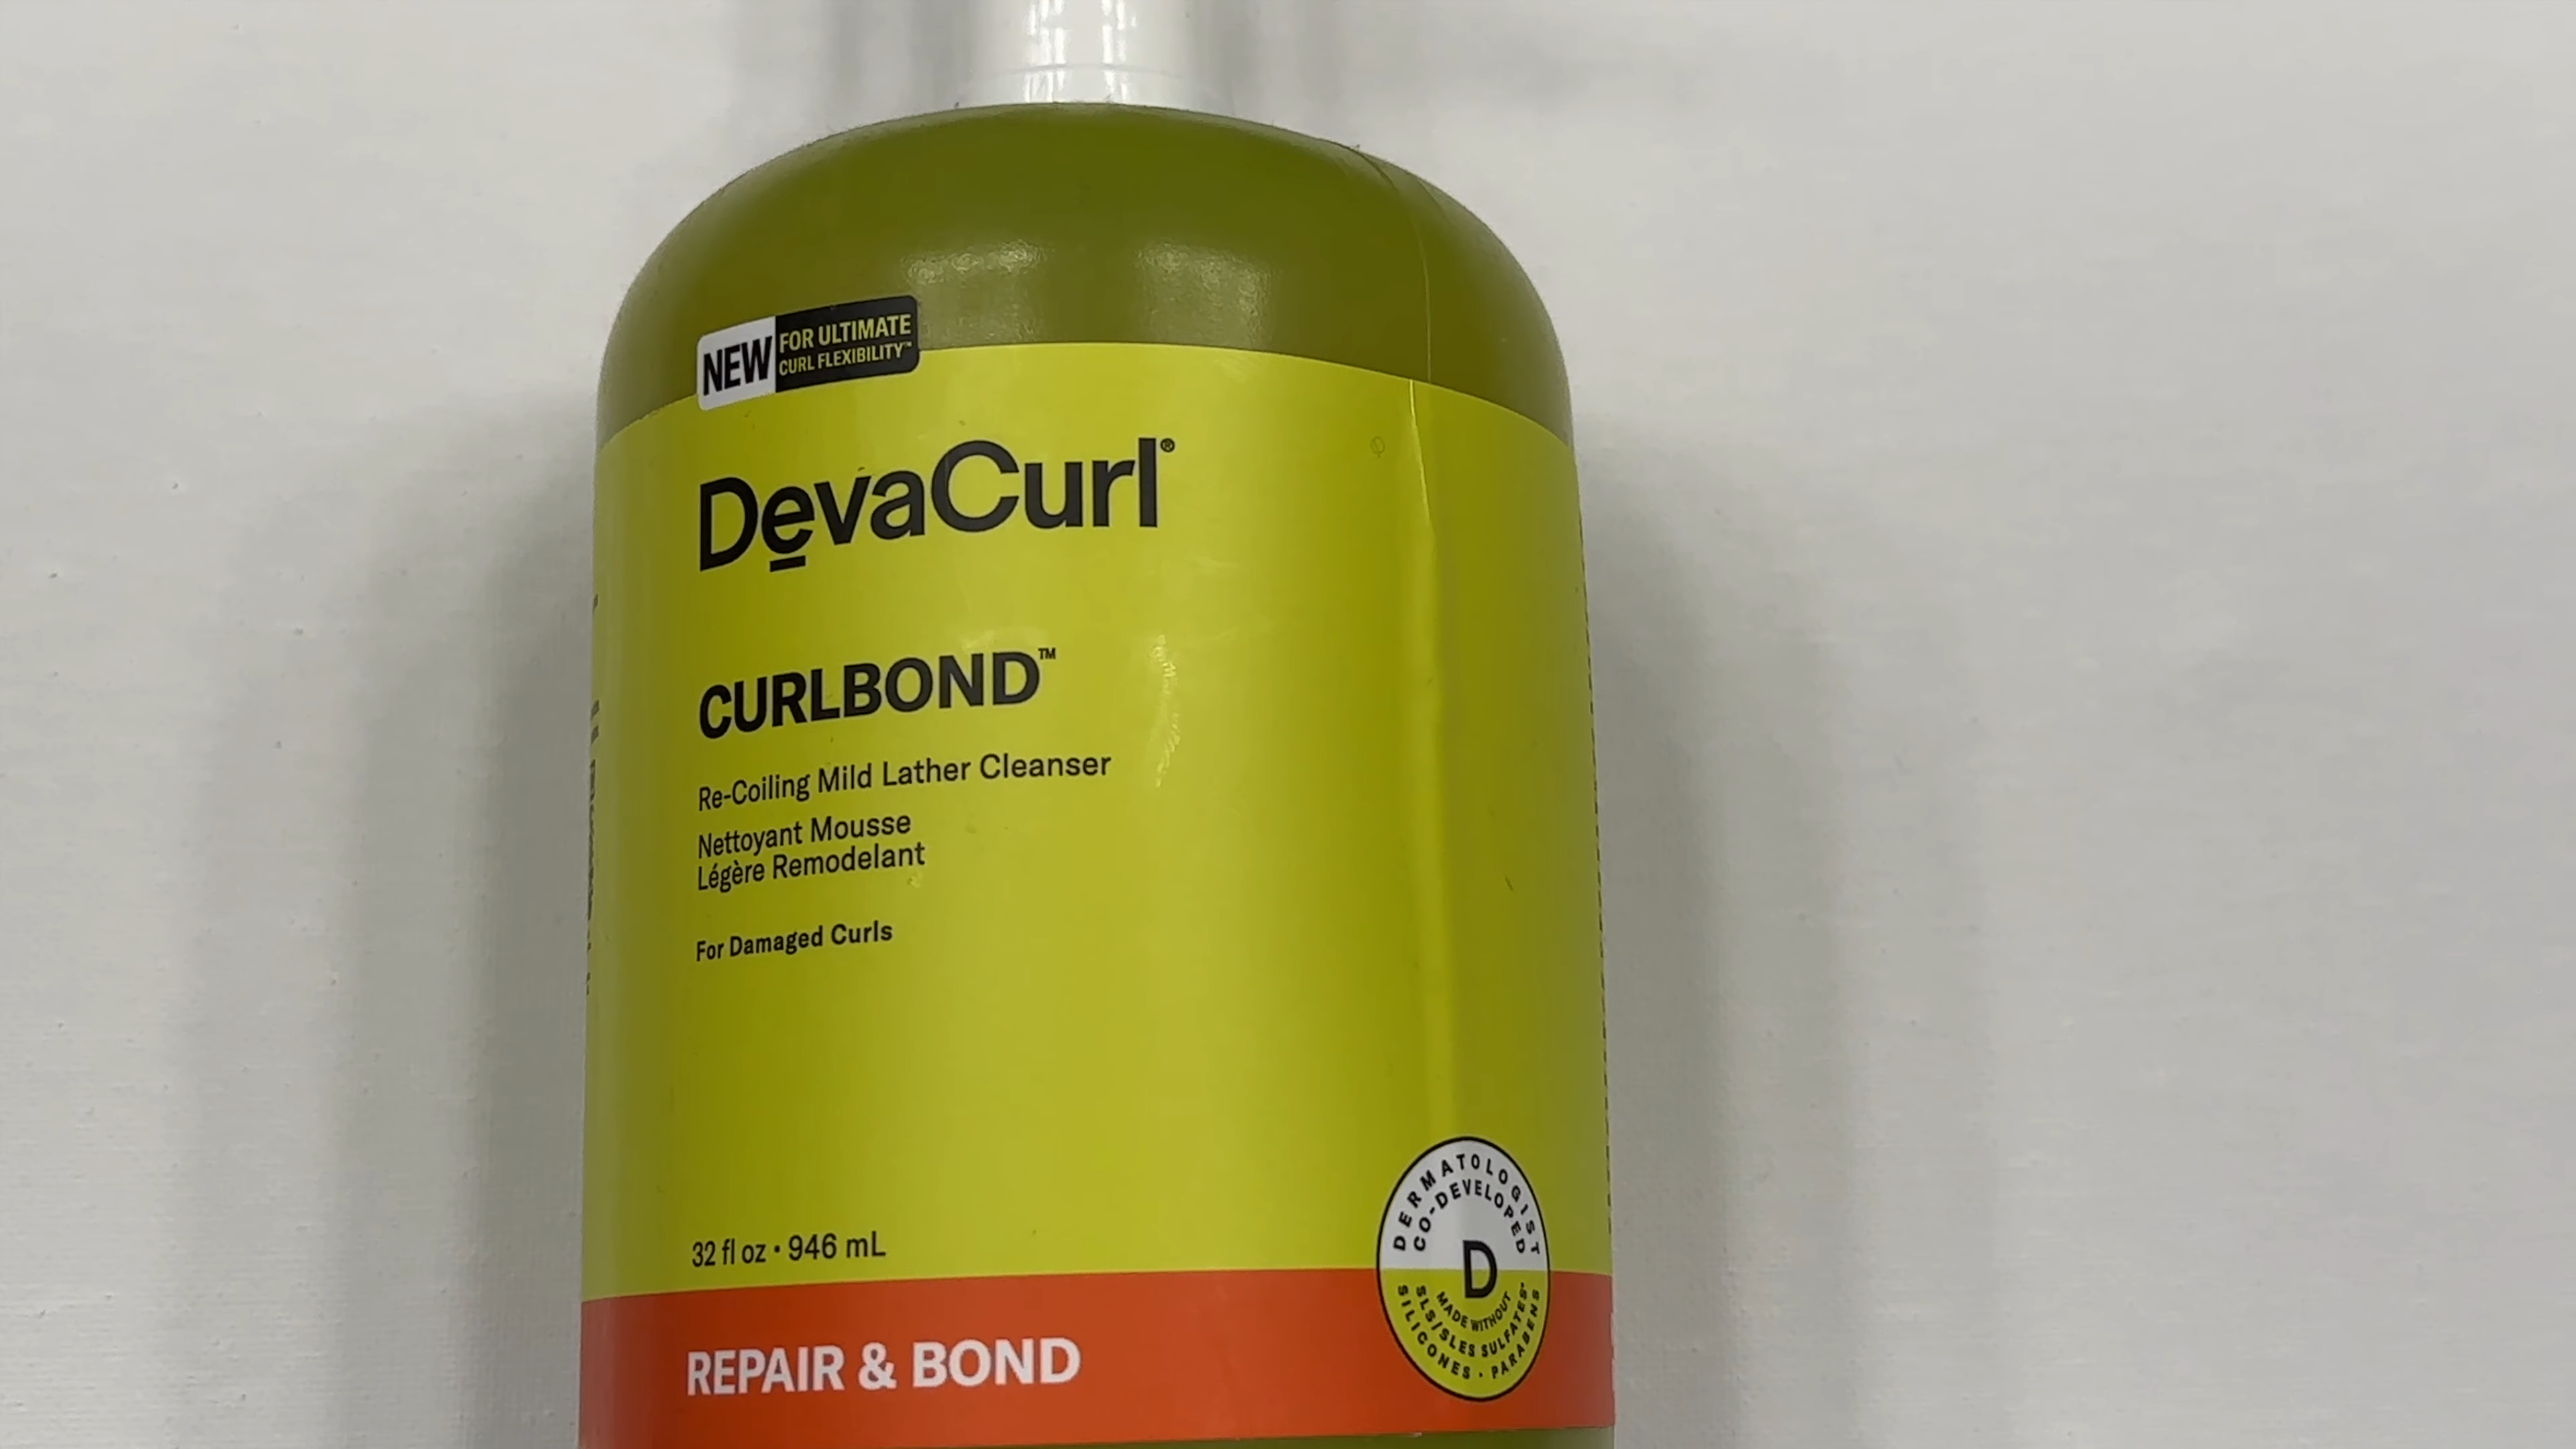 NEW FOR ULTIMATE
CURL FLEXIBILITY™
DevaCurl®
CURLBOND™
Re-Coiling Mild Lather Cleanser
Nettoyant Mousse
Légère Remodelant
For Damaged Curls
32 fl oz • 946 mL
DERMATOLOGIST
CO-DEVELOPED
D
MADE WITHOUT
SLS/SLES SULFATES*
SILICONES • PARABENS
REPAIR & BOND